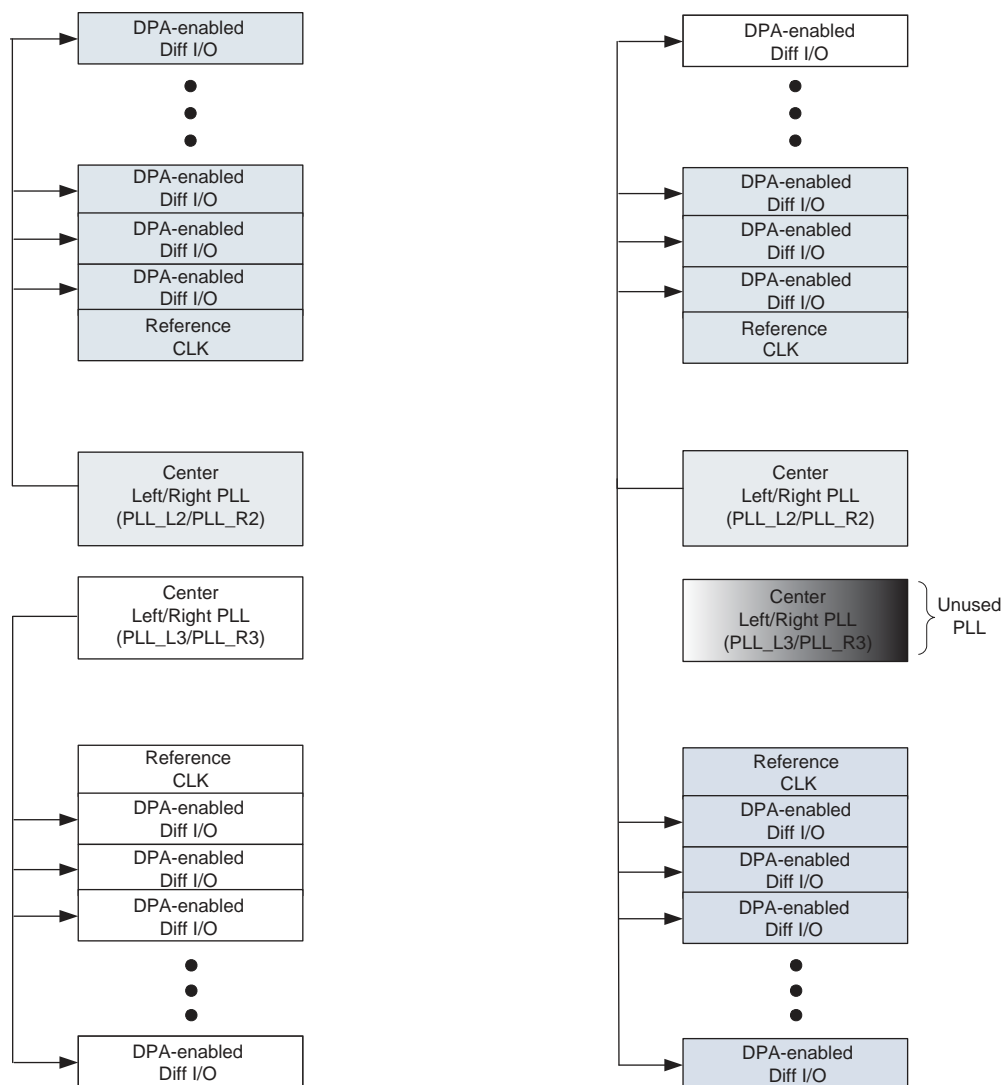 DPA-enabled
Diff I/O
DPA-enabled
Diff I/O
DPA-enabled
Diff I/O
DPA-enabled
Diff I/O
Reference
CLK
Center
Left/Right PLL
(PLL_L2/PLL_R2)
Center
Left/Right PLL
(PLL_L3/PLL_R3)
Reference
CLK
DPA-enabled
Diff I/O
DPA-enabled
Diff I/O
DPA-enabled
Diff I/O
DPA-enabled
Diff I/O
DPA-enabled
Diff I/O
DPA-enabled
Diff I/O
DPA-enabled
Diff I/O
DPA-enabled
Diff I/O
Reference
CLK
Center
Left/Right PLL
(PLL_L2/PLL_R2)
Center
Left/Right PLL
(PLL_L3/PLL_R3)
Unused
PLL
Reference
CLK
DPA-enabled
Diff I/O
DPA-enabled
Diff I/O
DPA-enabled
Diff I/O
DPA-enabled
Diff I/O